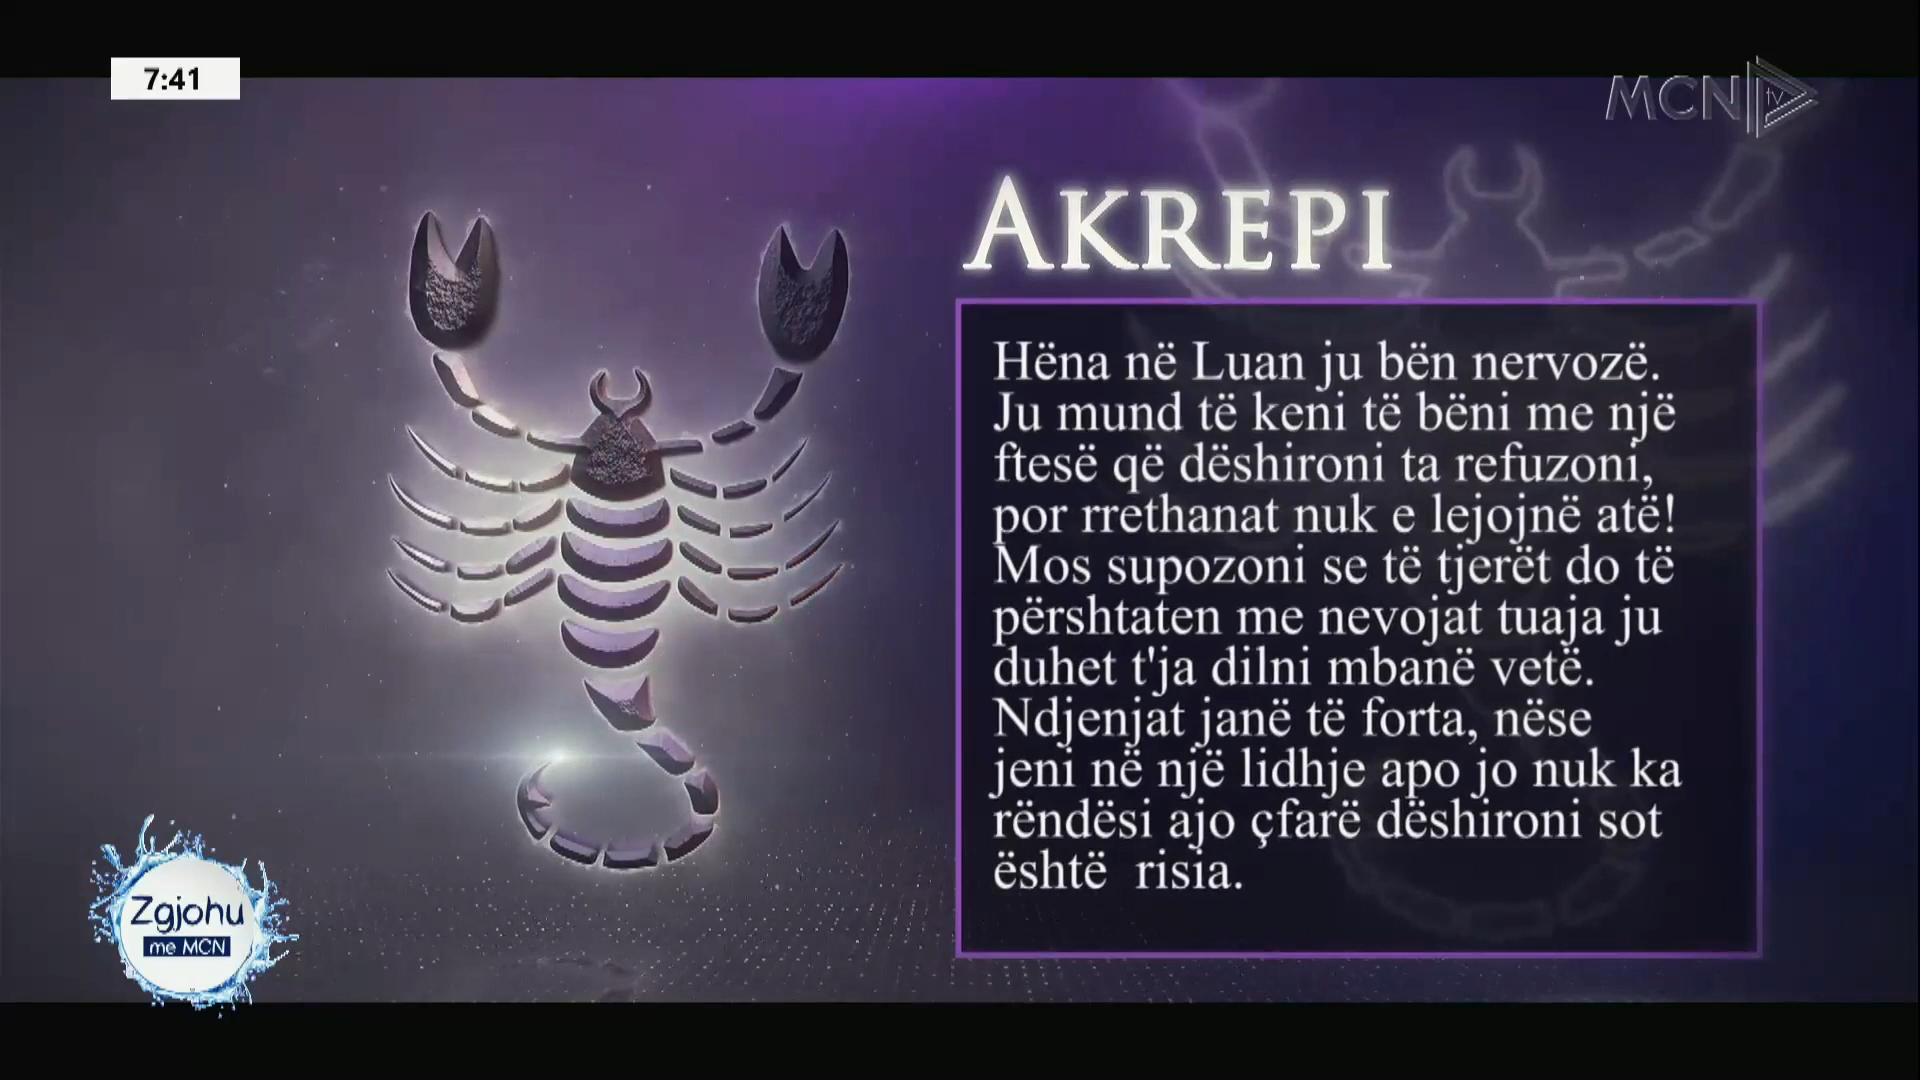 7:41
MCN tv
AKREPI
Hëna në Luan ju bën nervozë.
Ju mund të keni të bëni me një
ftesë që dëshironi ta refuzoni,
por rrethanat nuk e lejojnë atë!
Mos supozoni se të tjerët do të
përshtaten me nevojat tuaja ju
duhet t'ja dilni mbanë vetë.
Ndjenjat janë të forta, nëse
jeni në një lidhje apo jo nuk ka
rëndësi ajo çfarë dëshironi sot
është risia.
Zgjohu
me MCN